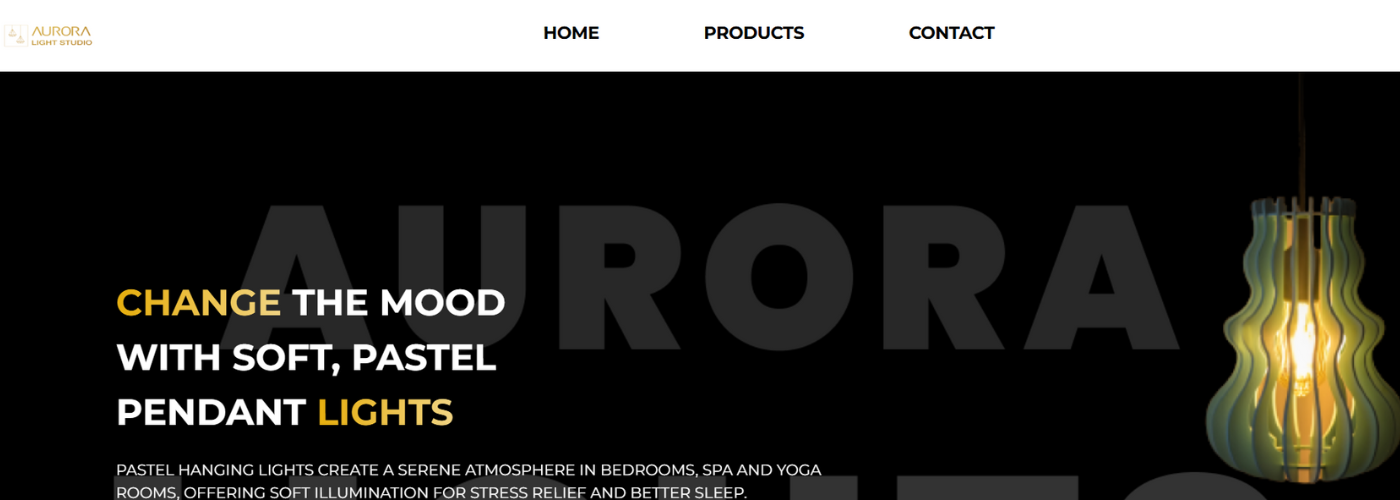 AURORA
LIGHT STUDIO
HOME
PRODUCTS
CONTACT
AURORA
CHANGE THE MOOD
WITH SOFT, PASTEL
PENDANT LIGHTS
PASTEL HANGING LIGHTS CREATE A SERENE ATMOSPHERE IN BEDROOMS, SPA AND YOGA
ROOMS, OFFERING SOFT ILLUMINATION FOR STRESS RELIEF AND BETTER SLEEP.